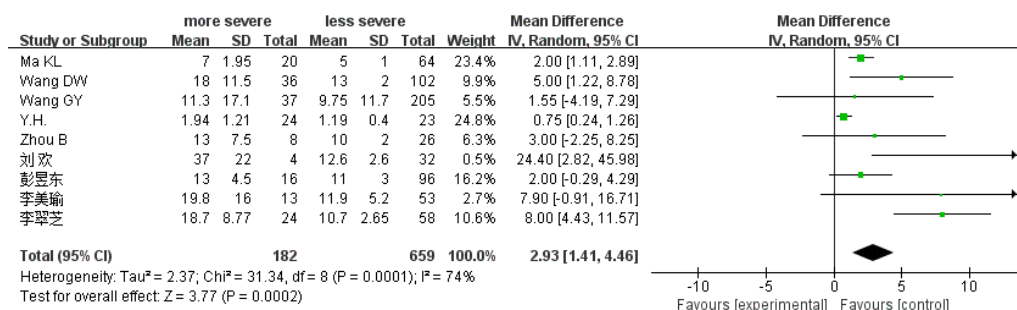 more severe less severe Mean Difference Mean Difference
Study or Subgroup Mean SD Total Mean SD Total Weight IV, Random, 95% CI IV, Random, 95% CI
Ma KL 7 1.95 20 5 1 64 23.4% 2.00 [1.11, 2.89]
Wang DW 18 11.5 36 13 2 102 9.9% 5.00 [1.22, 8.78]
Wang GY 11.3 17.1 37 9.75 11.7 205 5.5% 1.55 [-4.19, 7.29]
Y.H. 1.94 1.21 24 1.19 0.4 23 24.8% 0.75 [0.24, 1.26]
Zhou B 13 7.5 8 10 2 26 6.3% 3.00 [-2.25, 8.25]
刘欢 37 22 4 12.6 2.6 32 0.5% 24.40 [2.82, 45.98]
彭昱东 13 4.5 16 11 3 96 16.2% 2.00 [-0.29, 4.29]
李美瑜 19.8 16 13 11.9 5.2 53 2.7% 7.90 [-0.91, 16.71]
李翠芝 18.7 8.77 24 10.7 2.65 58 10.6% 8.00 [4.43, 11.57]
Total (95% CI) 182 659 100.0% 2.93 [1.41, 4.46]
Heterogeneity: Tau² = 2.37; Chi² = 31.34, df = 8 (P = 0.0001); I² = 74%
Test for overall effect: Z = 3.77 (P = 0.0002)
-10 -5 0 5 10
Favours [experimental] Favours [control]